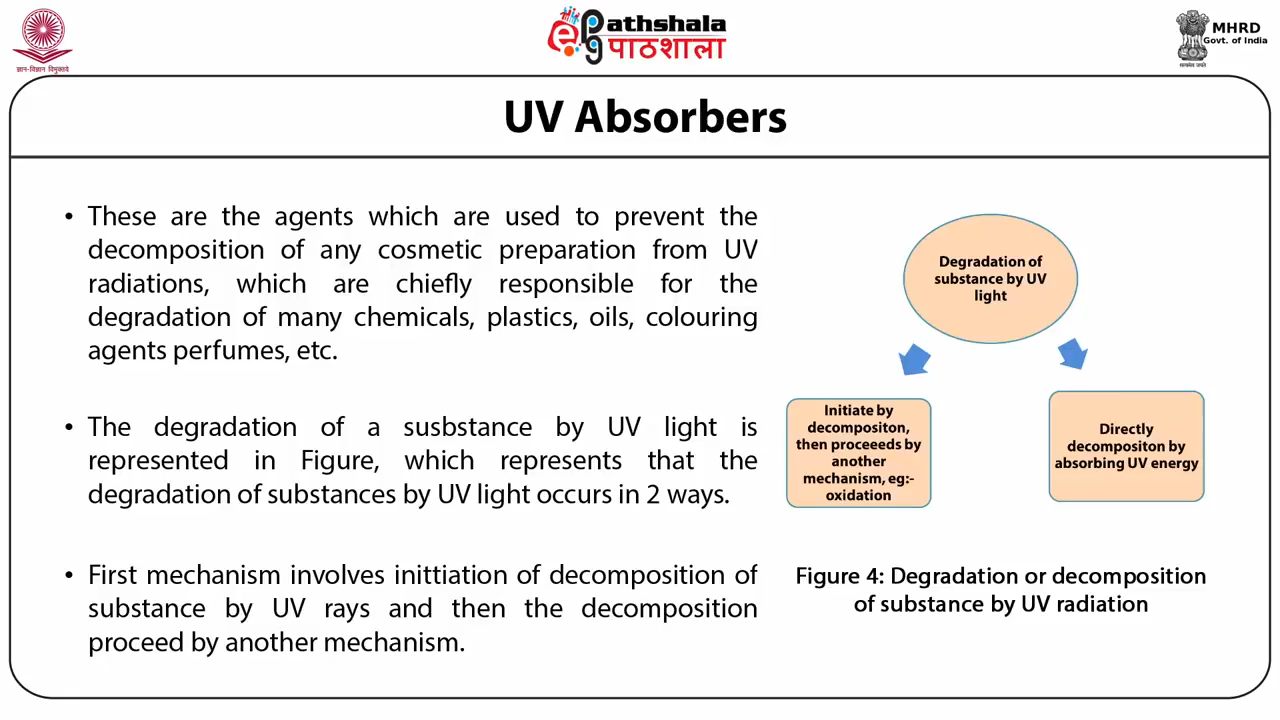 ज्ञान-विज्ञान विमुक्तये
ePG Pathshala
पाठशाला
MHRD
Govt. of India
सत्यमेव जयते
UV Absorbers
• These are the agents which are used to prevent the
decomposition of any cosmetic preparation from UV
radiations, which are chiefly responsible for the
degradation of many chemicals, plastics, oils, colouring
agents perfumes, etc.
• The degradation of a susbstance by UV light is
represented in Figure, which represents that the
degradation of substances by UV light occurs in 2 ways.
• First mechanism involves inittiation of decomposition of
substance by UV rays and then the decomposition
proceed by another mechanism.
Degradation of
substance by UV
light
Initiate by
decompositon,
then proceeeds by
another
mechanism, eg:-
oxidation
Directly
decompositon by
absorbing UV energy
Figure 4: Degradation or decomposition
of substance by UV radiation